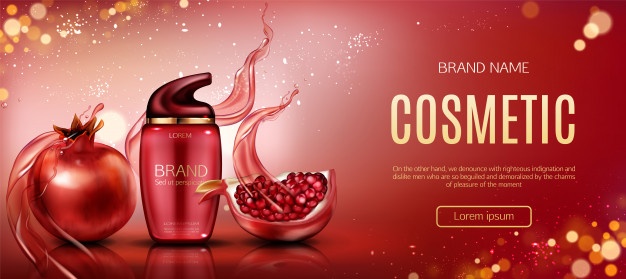 LOREM
BRAND
Sed ut perspic
BRAND NAME
COSMETIC
On the other hand, we denounce with righteous indignation and
dislike men who are so beguiled and demoralized by the charms
of pleasure of the moment
Lorem ipsum